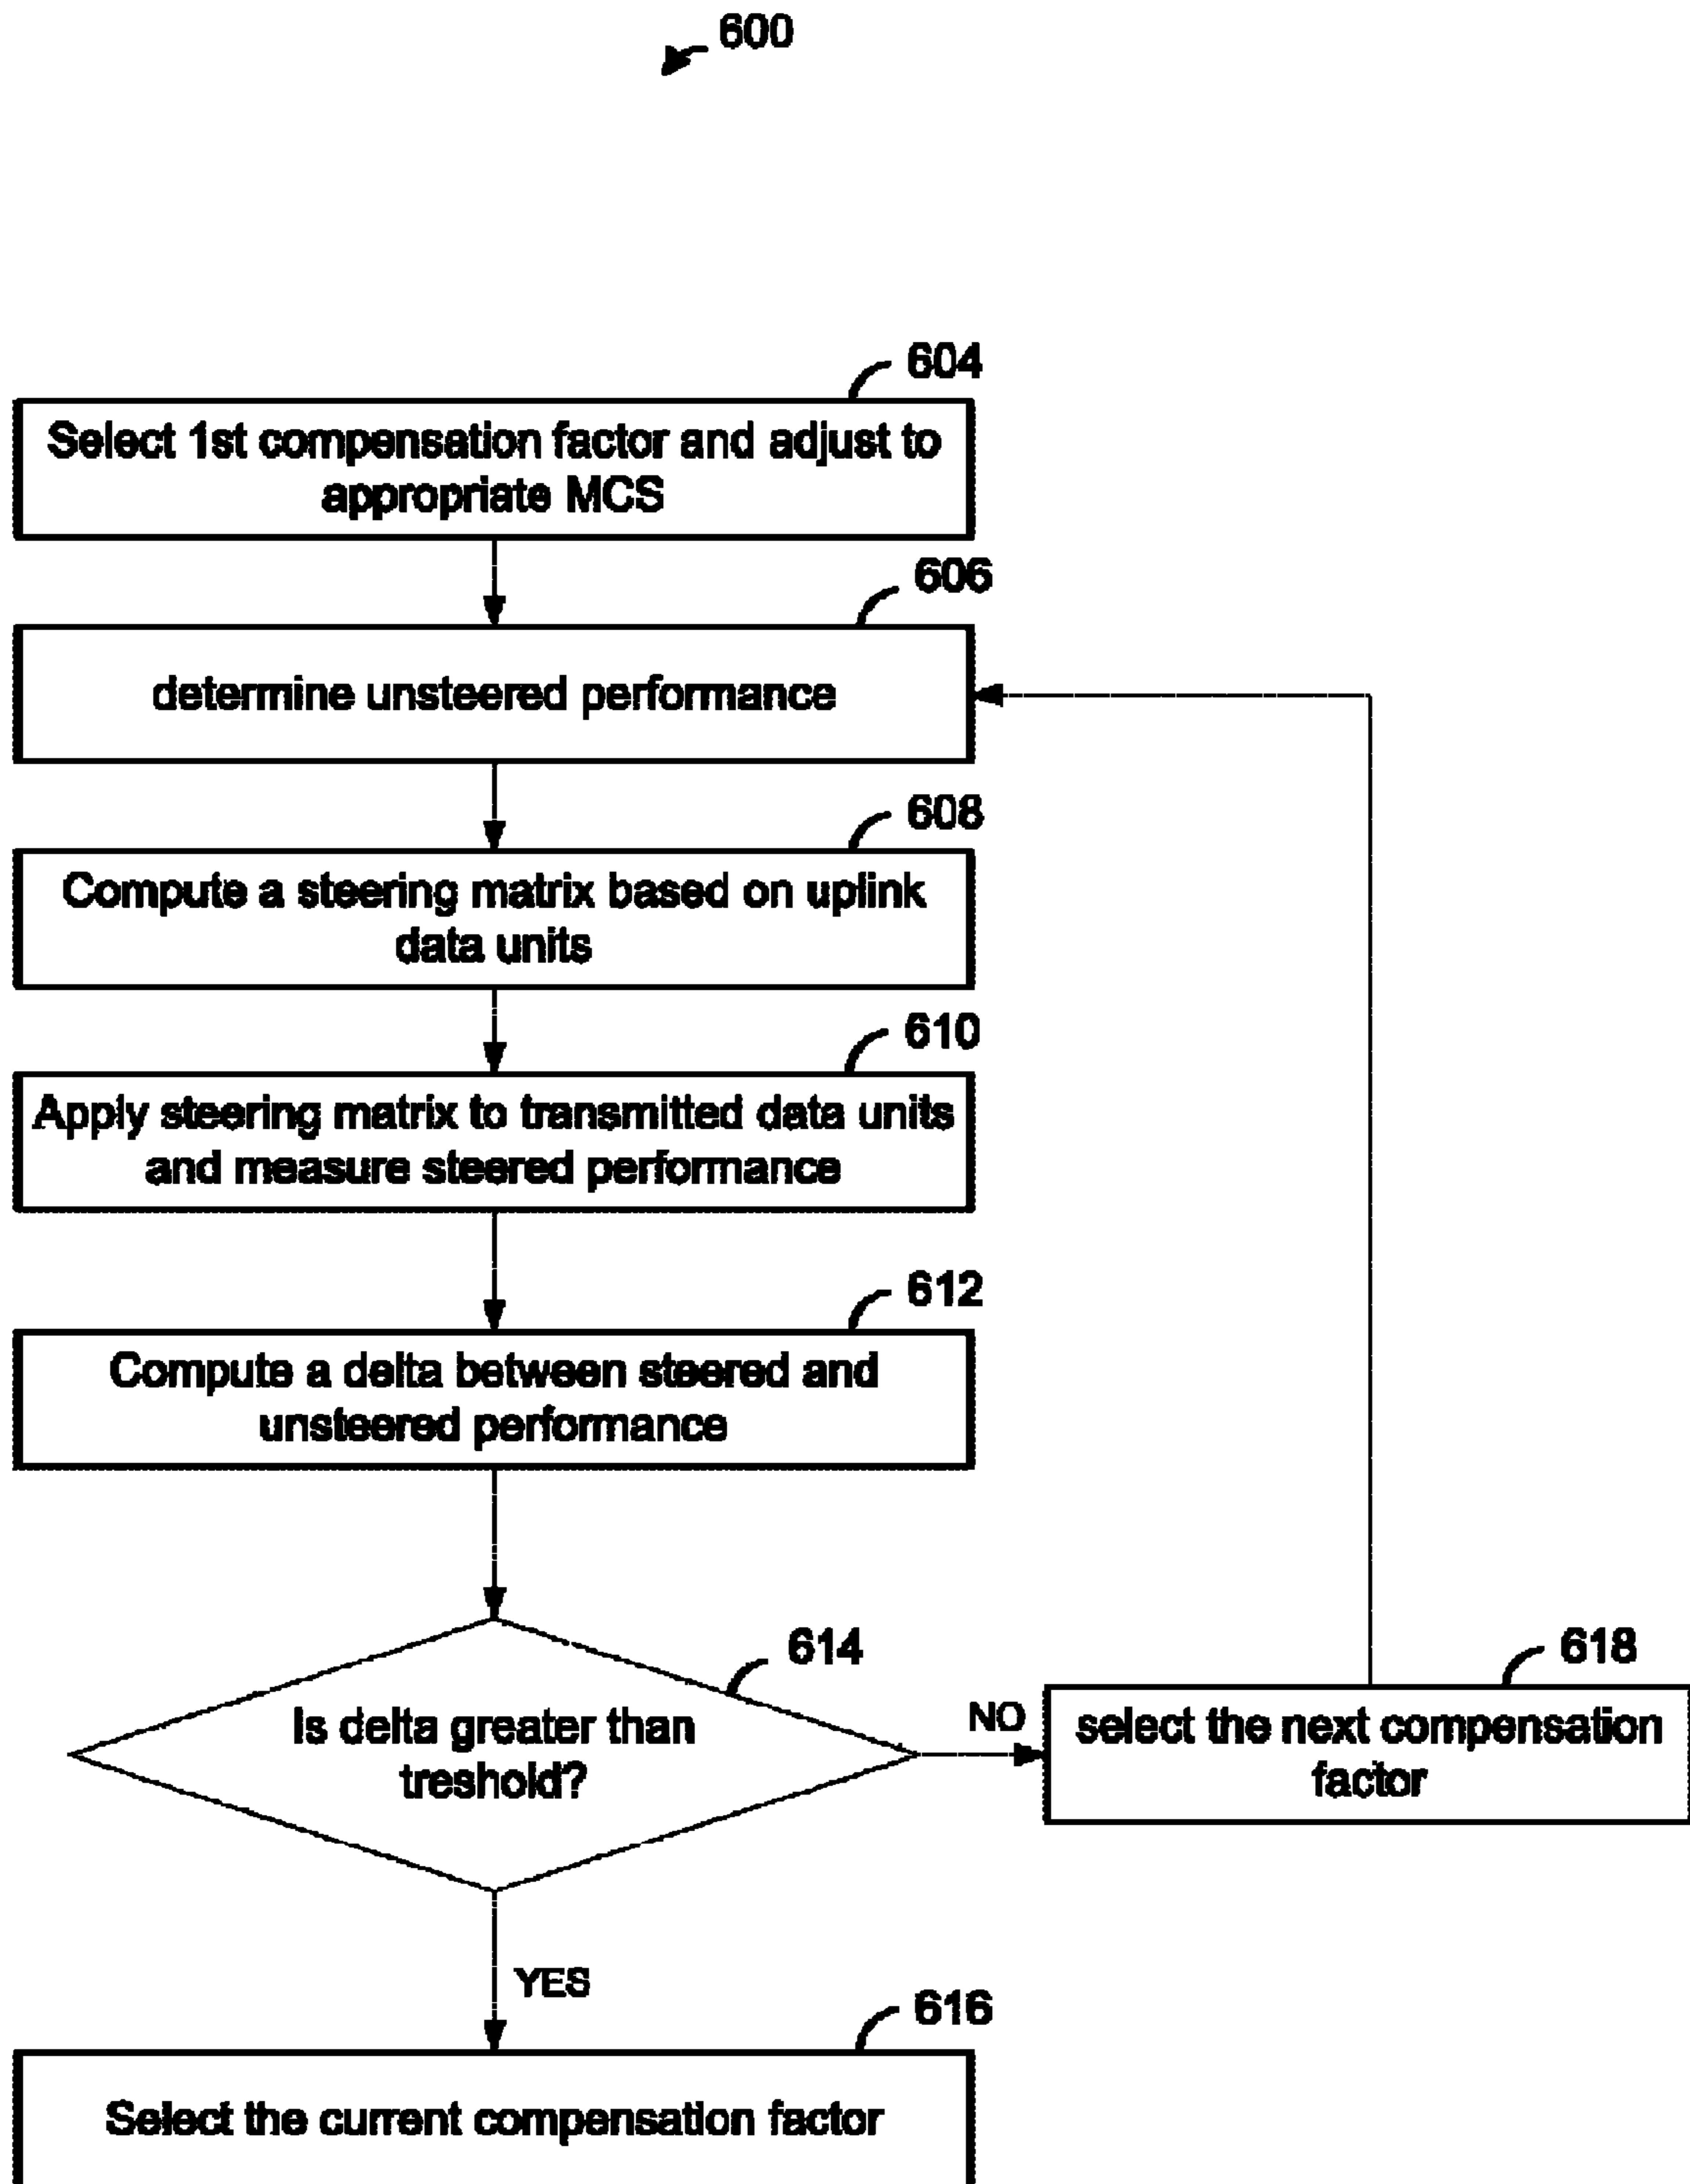 600
604
Select 1st compensation factor and adjust to
appropriate MCS
606
determine unsteered performance
608
Compute a steering matrix based on uplink
data units
610
Apply steering matrix to transmitted data units
and measure steered performance
612
Compute a delta between steered and
unsteered performance
614
Is delta greater than
treshold?
NO
618
select the next compensation
factor
YES
616
Select the current compensation factor